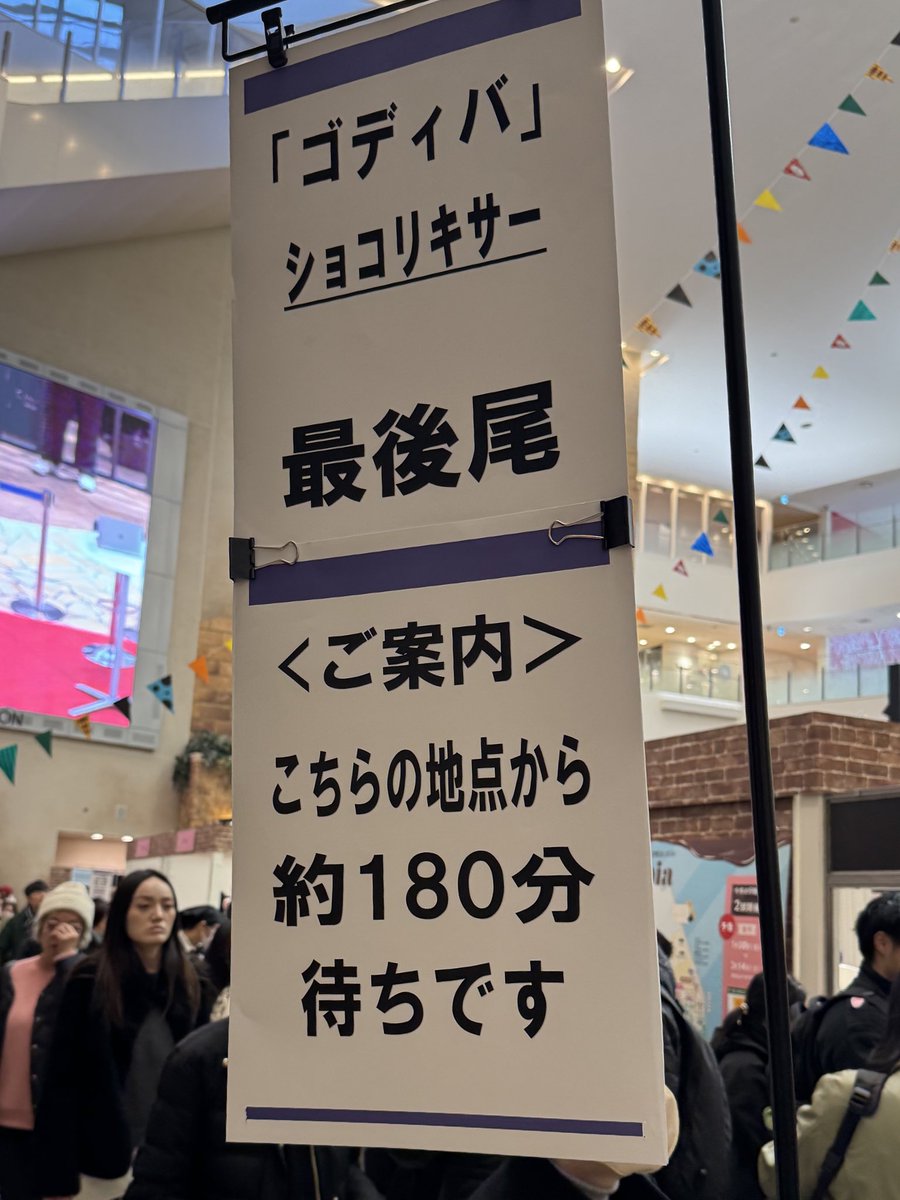 「ゴディバ」
ショコリキサー
最後尾
＜ご案内＞
こちらの地点から
約180分
待ちです
ON